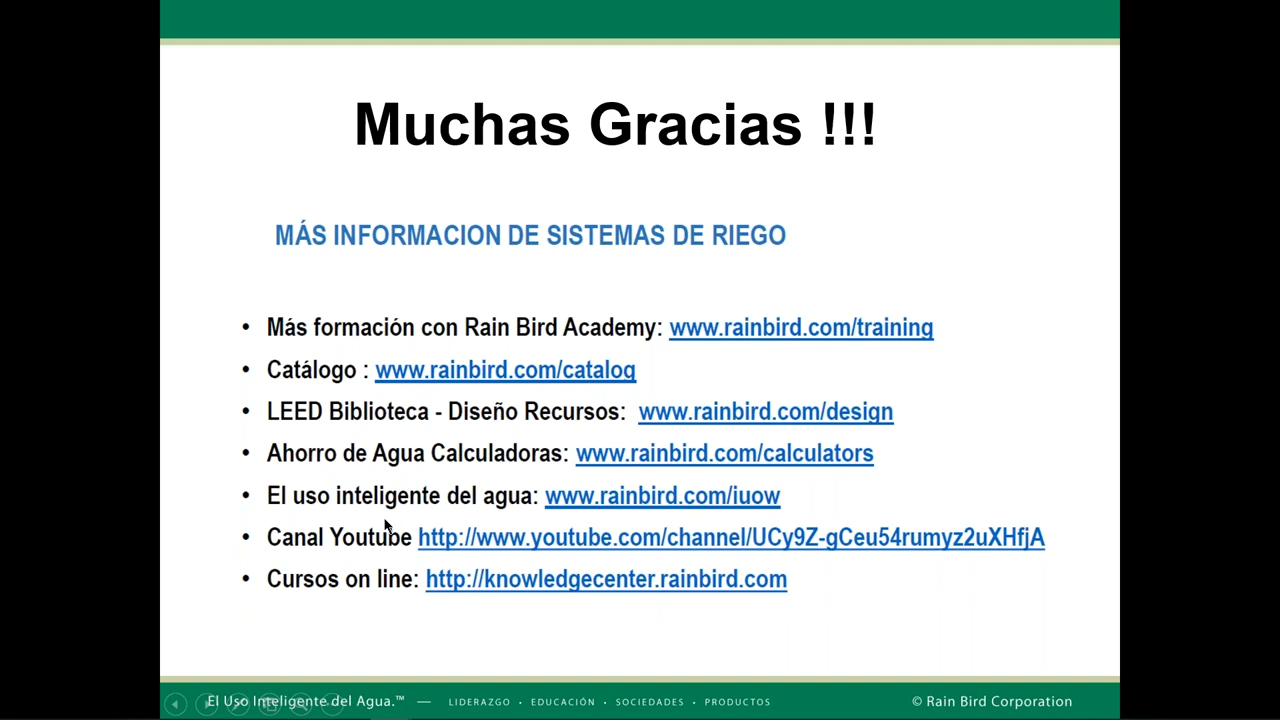 Muchas Gracias !!!
MÁS INFORMACION DE SISTEMAS DE RIEGO
• Más formación con Rain Bird Academy: www.rainbird.com/training
• Catálogo : www.rainbird.com/catalog
• LEED Biblioteca - Diseño Recursos: www.rainbird.com/design
• Ahorro de Agua Calculadoras: www.rainbird.com/calculators
• El uso inteligente del agua: www.rainbird.com/iuow
• Canal Youtube http://www.youtube.com/channel/UCy9Z-gCeu54rumyz2uXHfjA
• Cursos on line: http://knowledgecenter.rainbird.com
El Uso Inteligente del Agua.™ — LIDERAZGO • EDUCACIÓN • SOCIEDADES • PRODUCTOS © Rain Bird Corporation